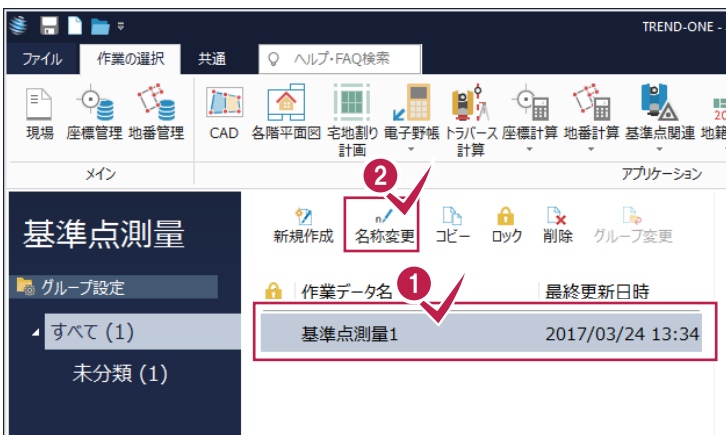 TREND-ONE -
ファイル 作業の選択 共通 ヘルプ・FAQ検索
現場 座標管理 地番管理 CAD 各階平面図 宅地割り計画 電子野帳 トラバース計算 座標計算 地番計算 基準点関連 地籍
メイン アプリケーション
2
基準点測量
新規作成 名称変更 コピー ロック 削除 グループ変更
グループ設定
作業データ名 1 最終更新日時
すべて (1)
基準点測量1 2017/03/24 13:34
未分類 (1)